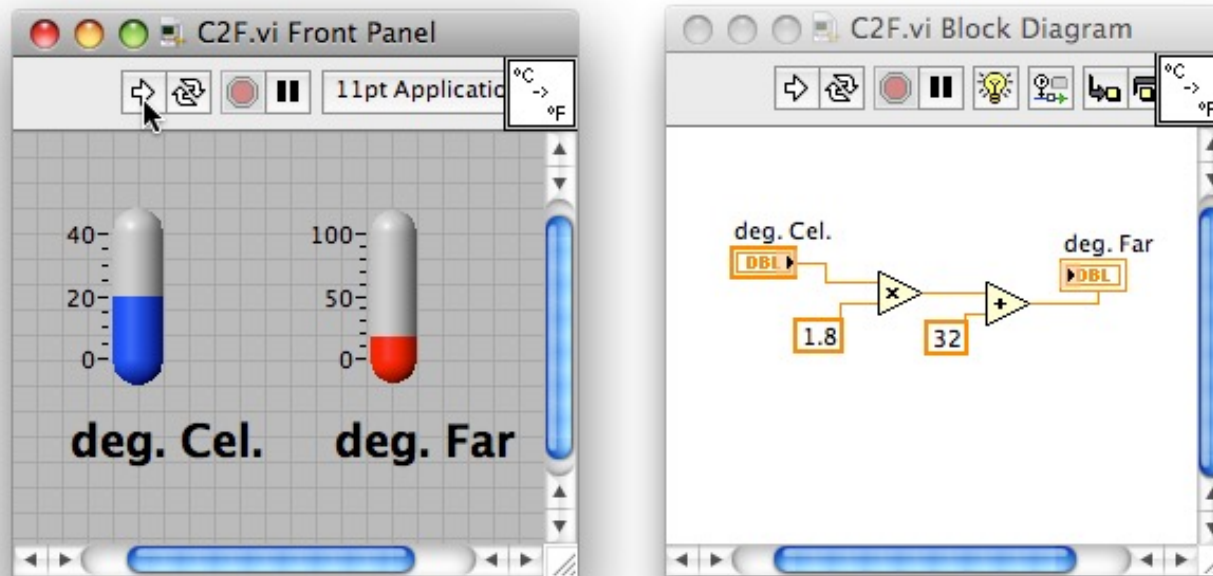 C2F.vi Front Panel
11pt Applicatio
°C
->
°F
40
20
0
100
50
0
deg. Cel.
deg. Far
C2F.vi Block Diagram
°C
->
°F
deg. Cel.
DBL
×
1.8
+
32
deg. Far
DBL